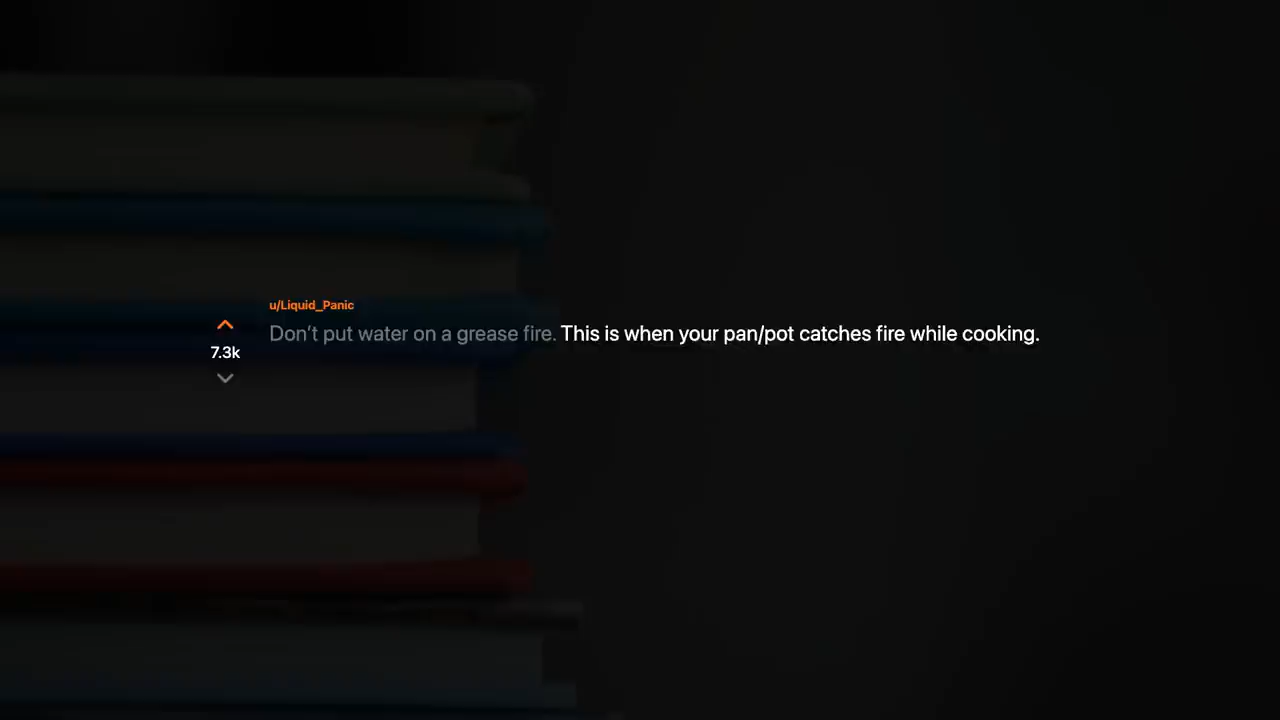 u/Liquid_Panic
Don’t put water on a grease fire. This is when your pan/pot catches fire while cooking.
7.3k